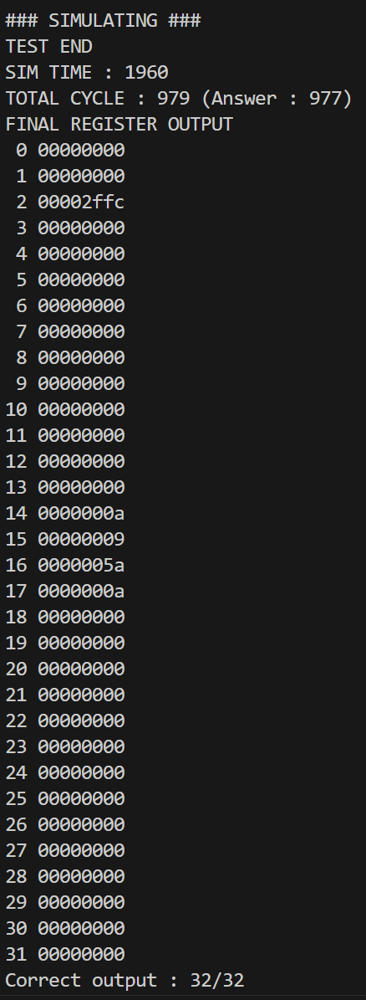 ### SIMULATING ###
TEST END
SIM TIME : 1960
TOTAL CYCLE : 979 (Answer : 977)
FINAL REGISTER OUTPUT
 0 00000000
 1 00000000
 2 00002ffc
 3 00000000
 4 00000000
 5 00000000
 6 00000000
 7 00000000
 8 00000000
 9 00000000
10 00000000
11 00000000
12 00000000
13 00000000
14 0000000a
15 00000009
16 0000005a
17 0000000a
18 00000000
19 00000000
20 00000000
21 00000000
22 00000000
23 00000000
24 00000000
25 00000000
26 00000000
27 00000000
28 00000000
29 00000000
30 00000000
31 00000000
Correct output : 32/32